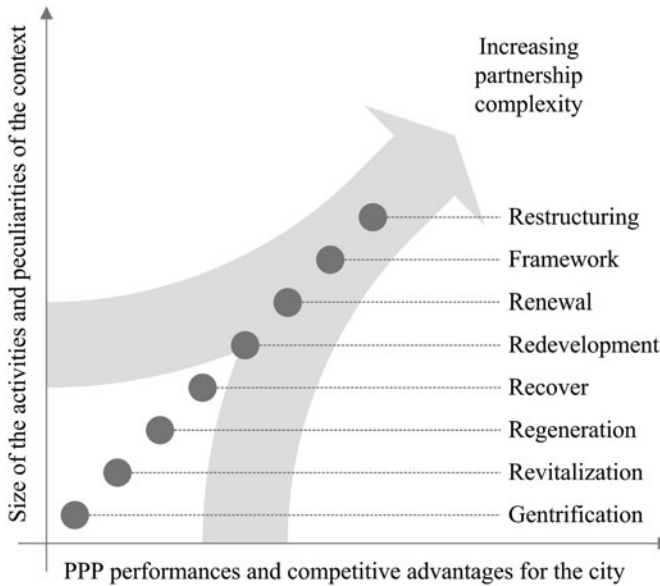 Increasing
partnership
complexity
Size of the activities and peculiarities of the context
Restructuring
Framework
Renewal
Redevelopment
Recover
Regeneration
Revitalization
Gentrification
PPP performances and competitive advantages for the city